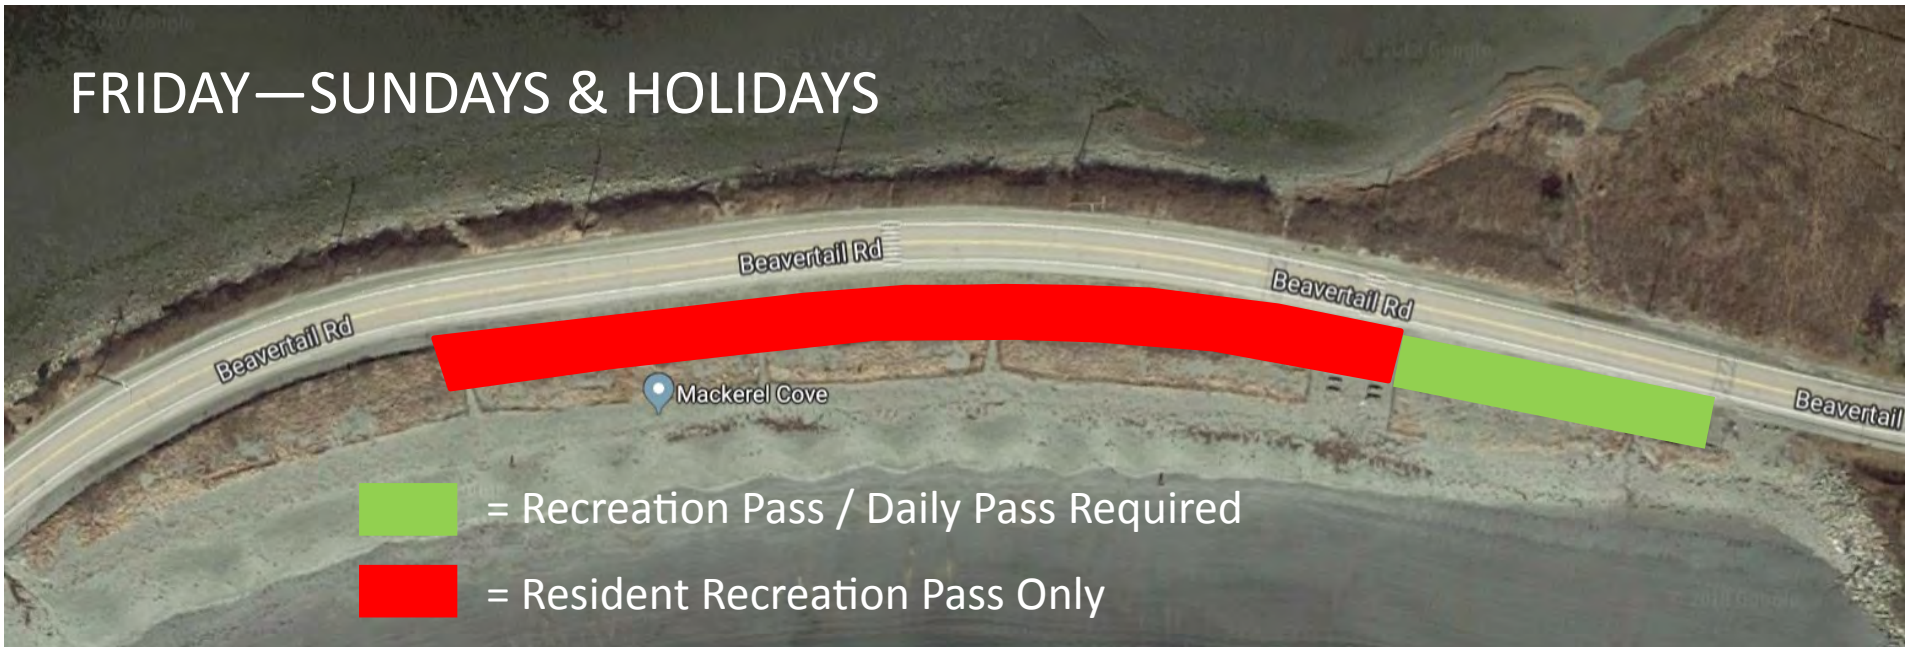 FRIDAY—SUNDAYS & HOLIDAYS
Beavertail Rd
Beavertail Rd
Beavertail Rd
Beavertail
Mackerel Cove
= Recreation Pass / Daily Pass Required
= Resident Recreation Pass Only